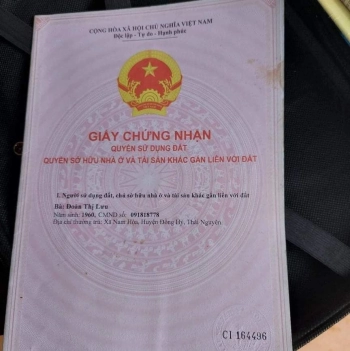 CỘNG HÒA XÃ HỘI CHỦ NGHĨA VIỆT NAM
Độc lập - Tự do - Hạnh phúc
GIẤY CHỨNG NHẬN
QUYỀN SỬ DỤNG ĐẤT
QUYỀN SỞ HỮU NHÀ Ở VÀ TÀI SẢN KHÁC GẮN LIỀN VỚI ĐẤT
I. Người sử dụng đất, chủ sở hữu nhà ở và tài sản khác gắn liền với đất
Bà: Đoàn Thị Lưu
Năm sinh: 1960, CMND số: 091818778
Địa chỉ thường trú: Xã Nam Hòa, Huyện Đồng Hỷ, Thái Nguyên
CI 164496